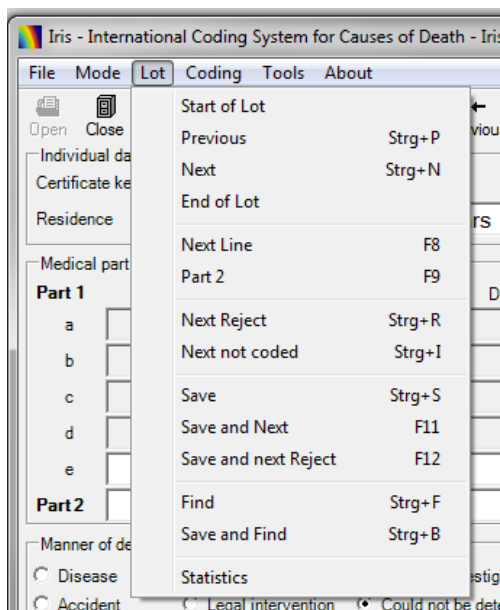 Iris - International Coding System for Causes of Death - Iris
File Mode Lot Coding Tools About
Open Close
Start of Lot
Previous Strg+P
Next Strg+N
End of Lot
Next Line F8
Part 2 F9
Next Reject Strg+R
Next not coded Strg+I
Save Strg+S
Save and Next F11
Save and next Reject F12
Find Strg+F
Save and Find Strg+B
Statistics
Individual da
Certificate ke
Residence
Medical part
Part 1
a
b
c
d
e
Part 2
Manner of de
Disease
Accident Legal intervention Could not be dete